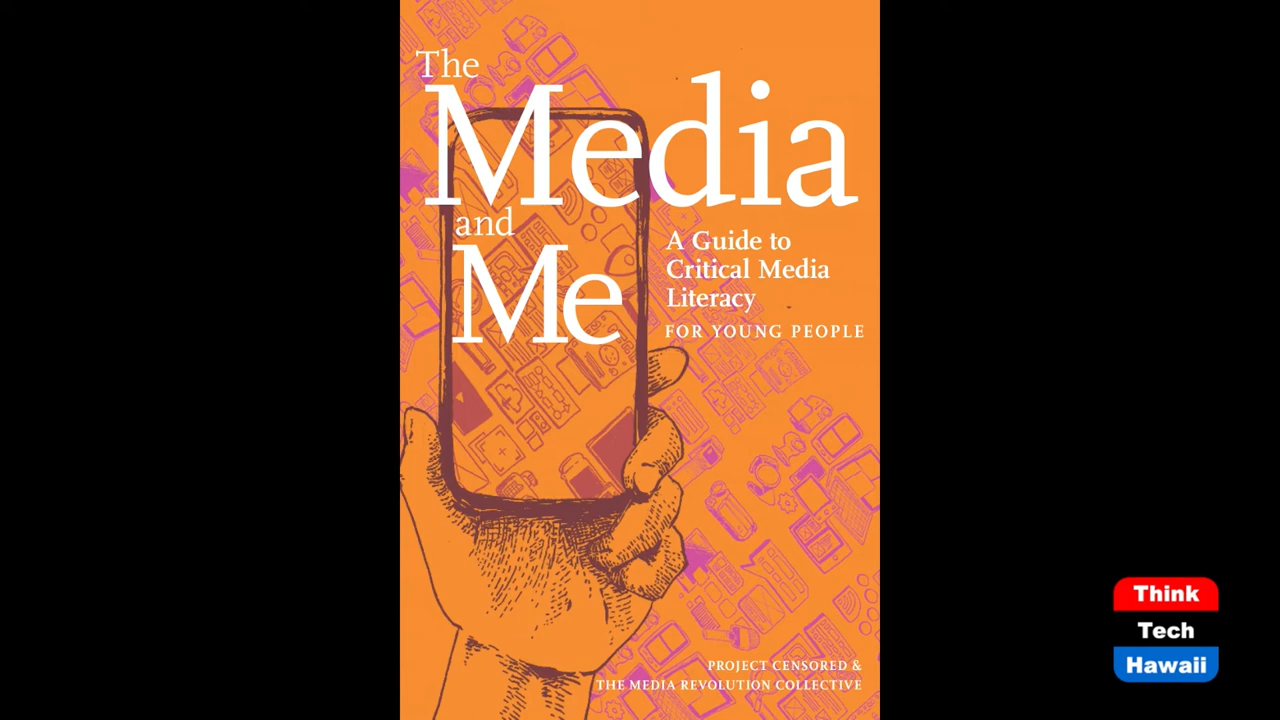 The
Media
and
Me
A Guide to
Critical Media
Literacy
FOR YOUNG PEOPLE
PROJECT CENSORED &
THE MEDIA REVOLUTION COLLECTIVE
Think
Tech
Hawaii